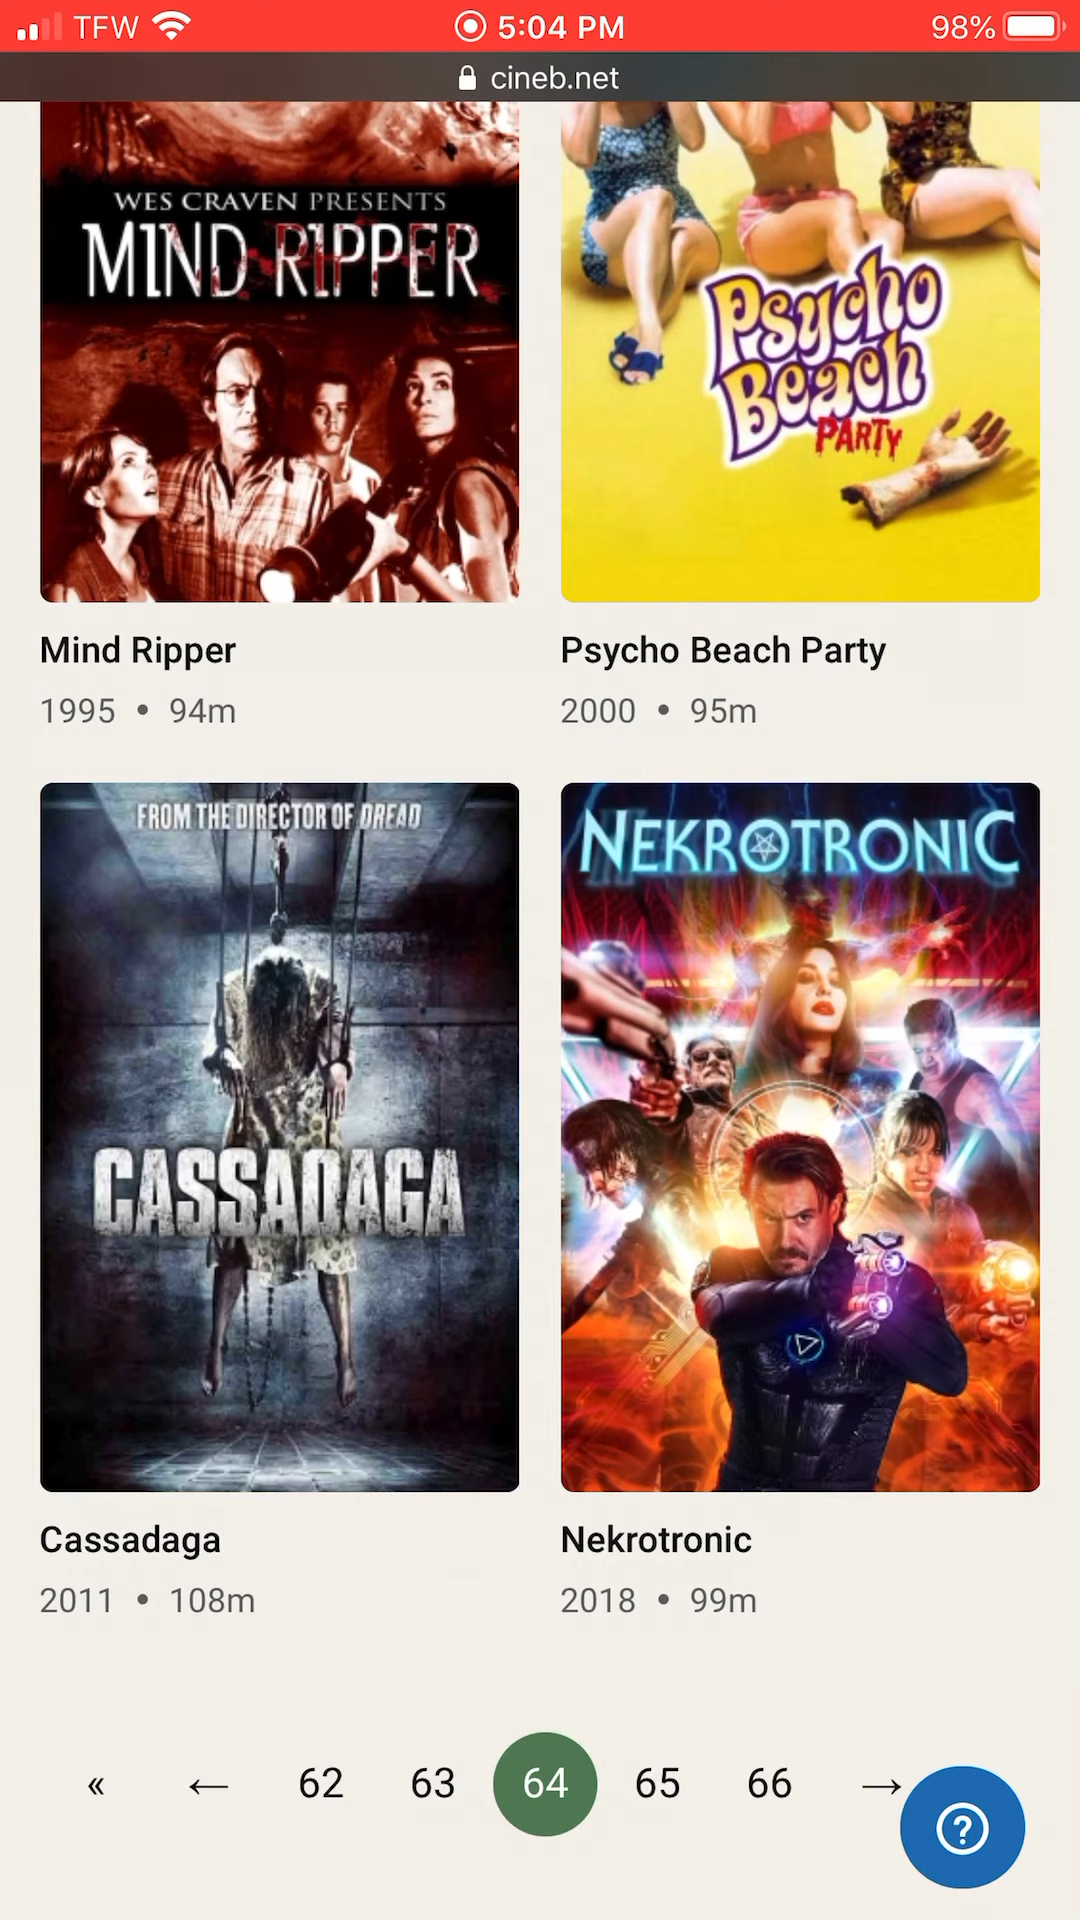 TFW 5:04 PM 98%
cineb.net
WES CRAVEN PRESENTS
MIND RIPPER
Psycho
Beach
PARTY
Mind Ripper
Psycho Beach Party
1995 • 94m
2000 • 95m
FROM THE DIRECTOR OF DREAD
CASSADAGA
NEKROTRONIC
Cassadaga
Nekrotronic
2011 • 108m
2018 • 99m
« ← 62 63 64 65 66 →
?